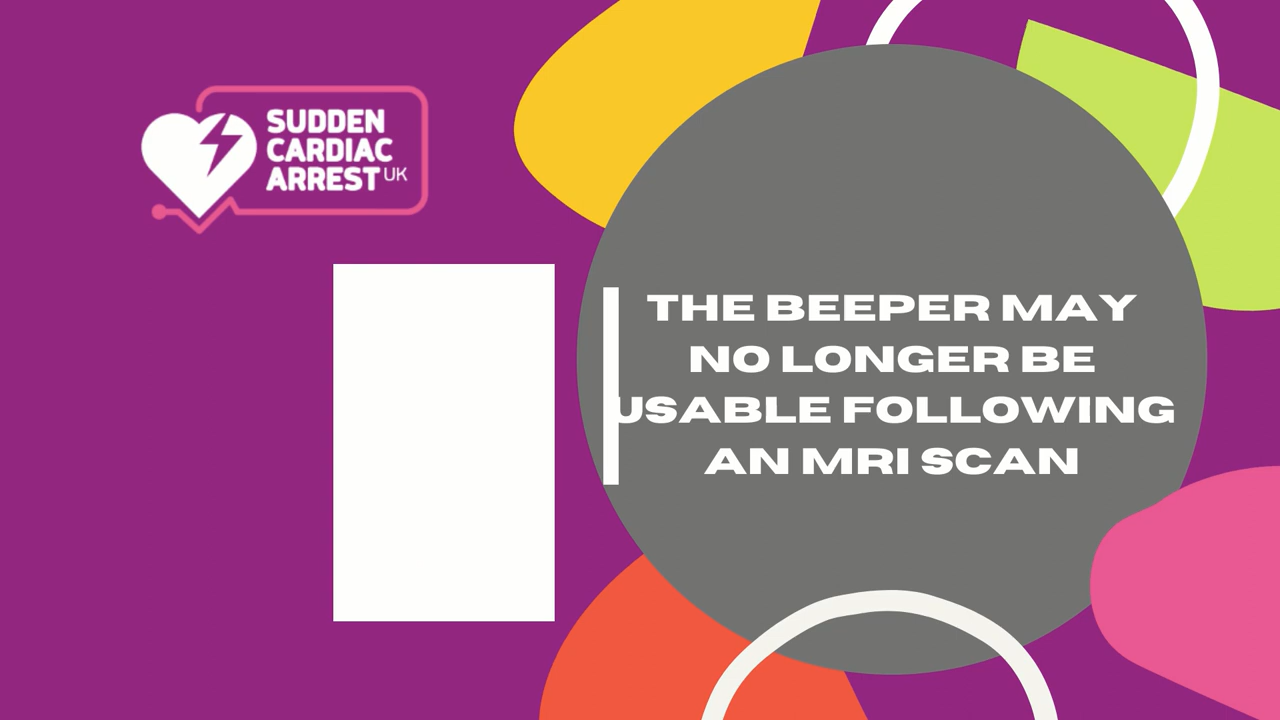 SUDDEN
CARDIAC
ARREST UK
THE BEEPER MAY
NO LONGER BE
USABLE FOLLOWING
AN MRI SCAN